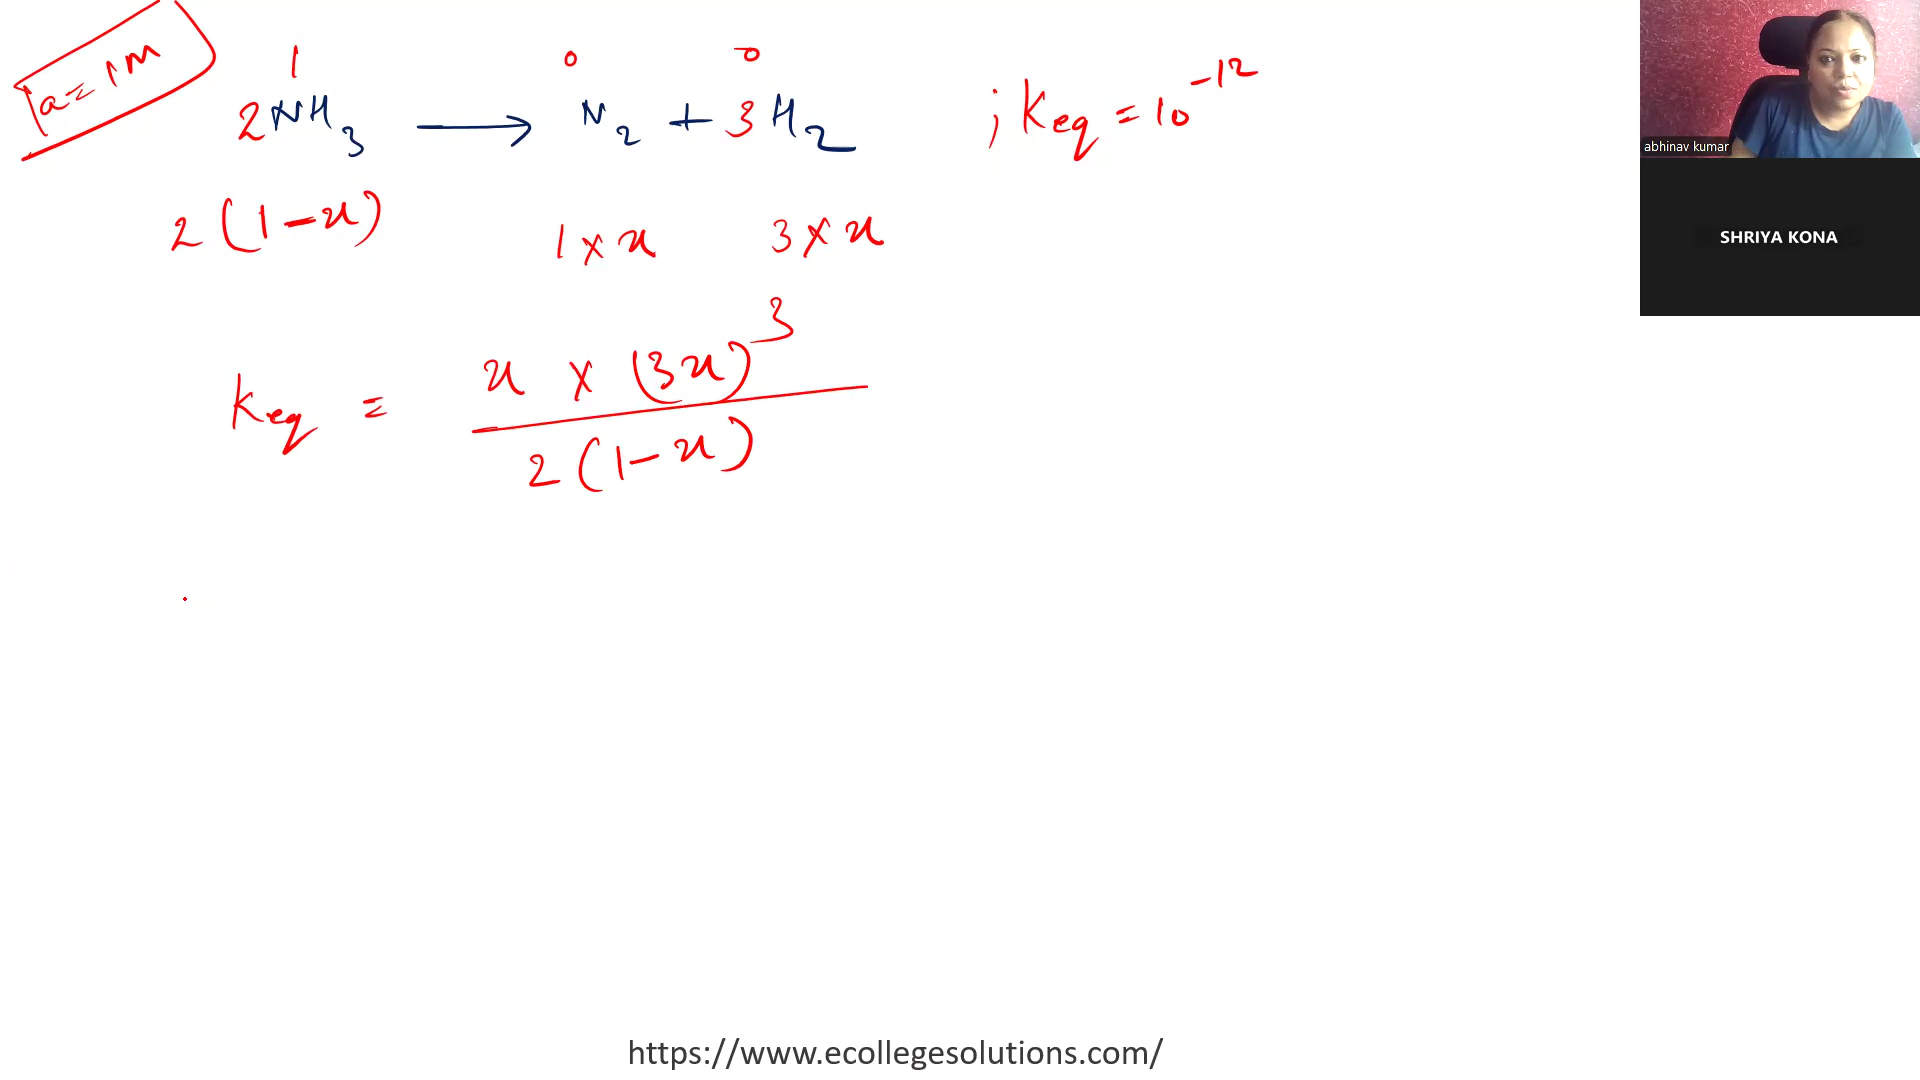 a = 1M
1 0 0
2NH3 ⟶ N2 + 3H2 ; Keq = 10^-12
2(1-x) 1 × x 3 × x
Keq = x × (3x)^3 / 2(1-x)
abhinav kumar
SHRIYA KONA
https://www.ecollegesolutions.com/